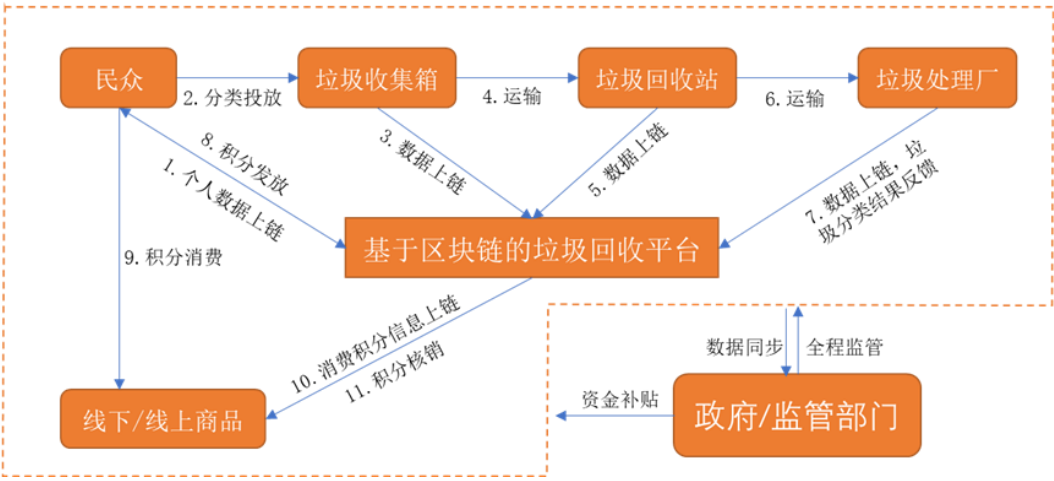 民众
垃圾收集箱
垃圾回收站
垃圾处理厂
2. 分类投放
4. 运输
6. 运输
8. 积分发放
1. 个人数据上链
3. 数据上链
5. 数据上链
7. 数据上链，垃
圾分类结果反馈
基于区块链的垃圾回收平台
9. 积分消费
10. 消费积分信息上链
11. 积分核销
数据同步
全程监管
线下/线上商品
资金补贴
政府/监管部门